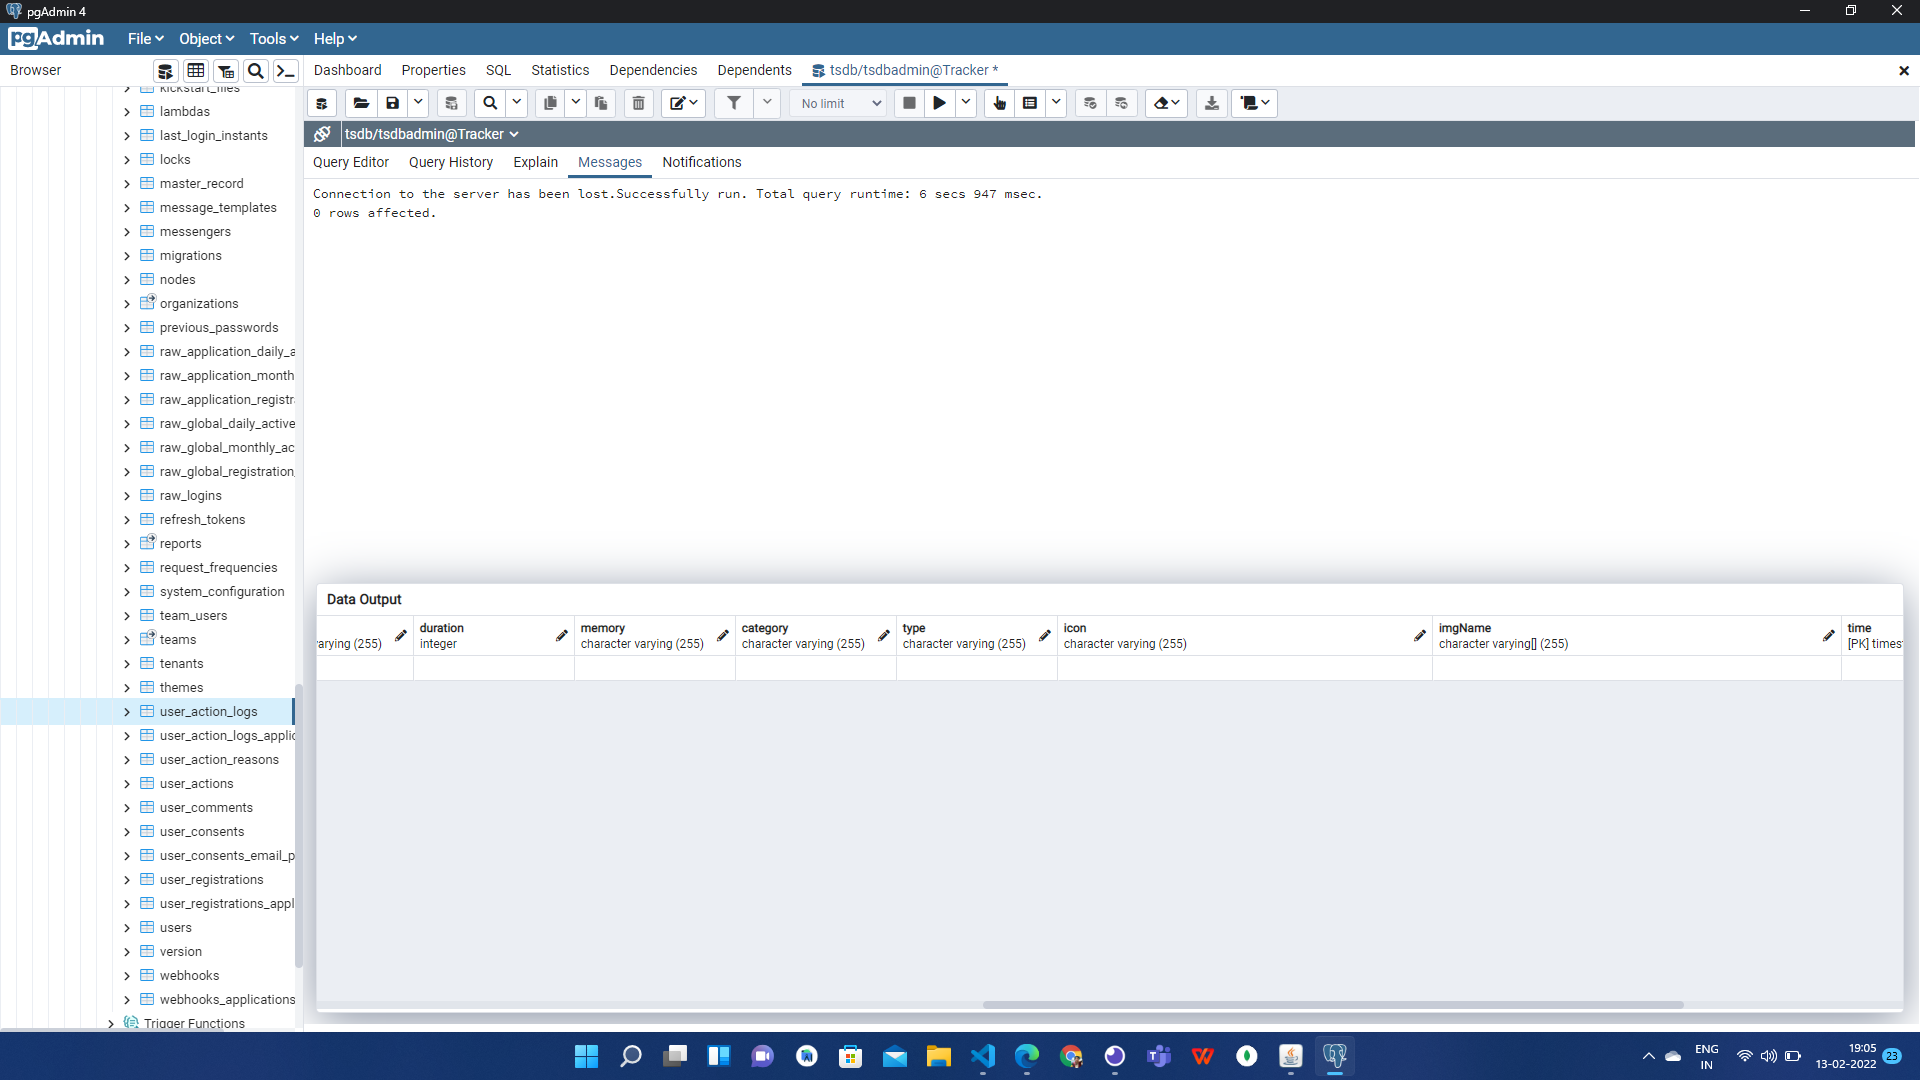 pgAdmin 4
pgAdmin File Object Tools Help
Browser
Dashboard Properties SQL Statistics Dependencies Dependents tsdb/tsdbadmin@Tracker *
No limit
tsdb/tsdbadmin@Tracker
Query Editor Query History Explain Messages Notifications
Connection to the server has been lost.Successfully run. Total query runtime: 6 secs 947 msec.
0 rows affected.
kickstart_files
lambdas
last_login_instants
locks
master_record
message_templates
messengers
migrations
nodes
organizations
previous_passwords
raw_application_daily_a
raw_application_month
raw_application_registr
raw_global_daily_active
raw_global_monthly_ac
raw_global_registration_
raw_logins
refresh_tokens
reports
request_frequencies
system_configuration
team_users
teams
tenants
themes
user_action_logs
user_action_logs_applic
user_action_reasons
user_actions
user_comments
user_consents
user_consents_email_p
user_registrations
user_registrations_appl
users
version
webhooks
webhooks_applications
Trigger Functions
Data Output
duration memory category type icon imgName time
varying (255) integer character varying (255) character varying (255) character varying (255) character varying (255) character varying[] (255) [PK] times
ENG
IN
19:05
13-02-2022
23